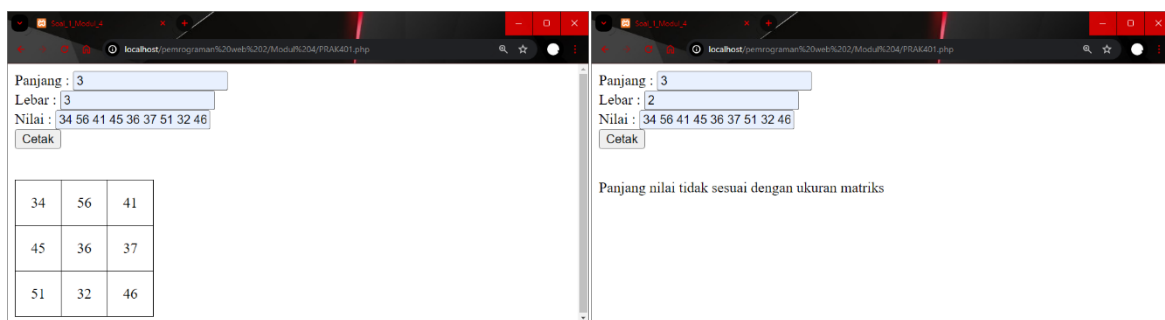 Soal_1_Modul_4
localhost/pemrograman%20web%202/Modul%204/PRAK401.php
Panjang : 3
Lebar : 3
Nilai : 34 56 41 45 36 37 51 32 46
Cetak
34 56 41
45 36 37
51 32 46
Soal_1_Modul_4
localhost/pemrograman%20web%202/Modul%204/PRAK401.php
Panjang : 3
Lebar : 2
Nilai : 34 56 41 45 36 37 51 32 46
Cetak
Panjang nilai tidak sesuai dengan ukuran matriks